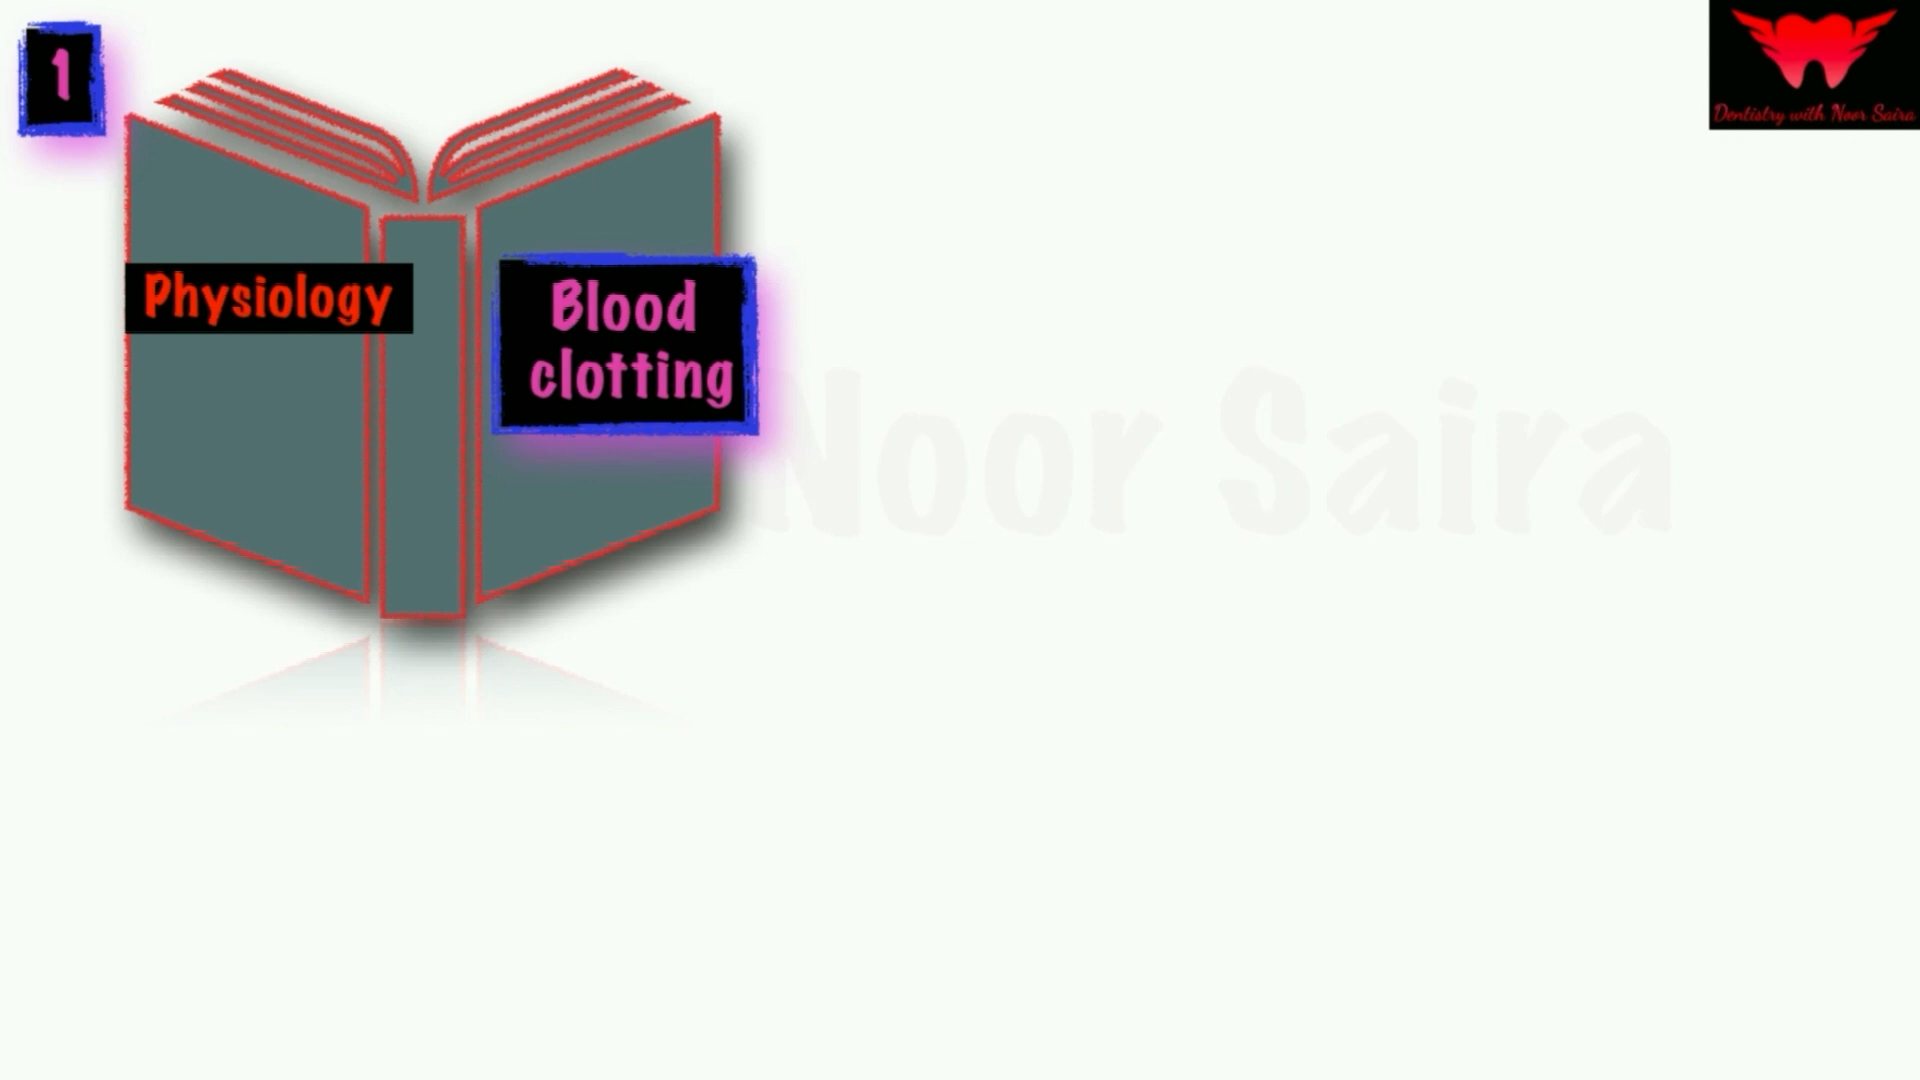 1
Dentistry with Noor Saira
Physiology
Blood
clotting
Noor Saira